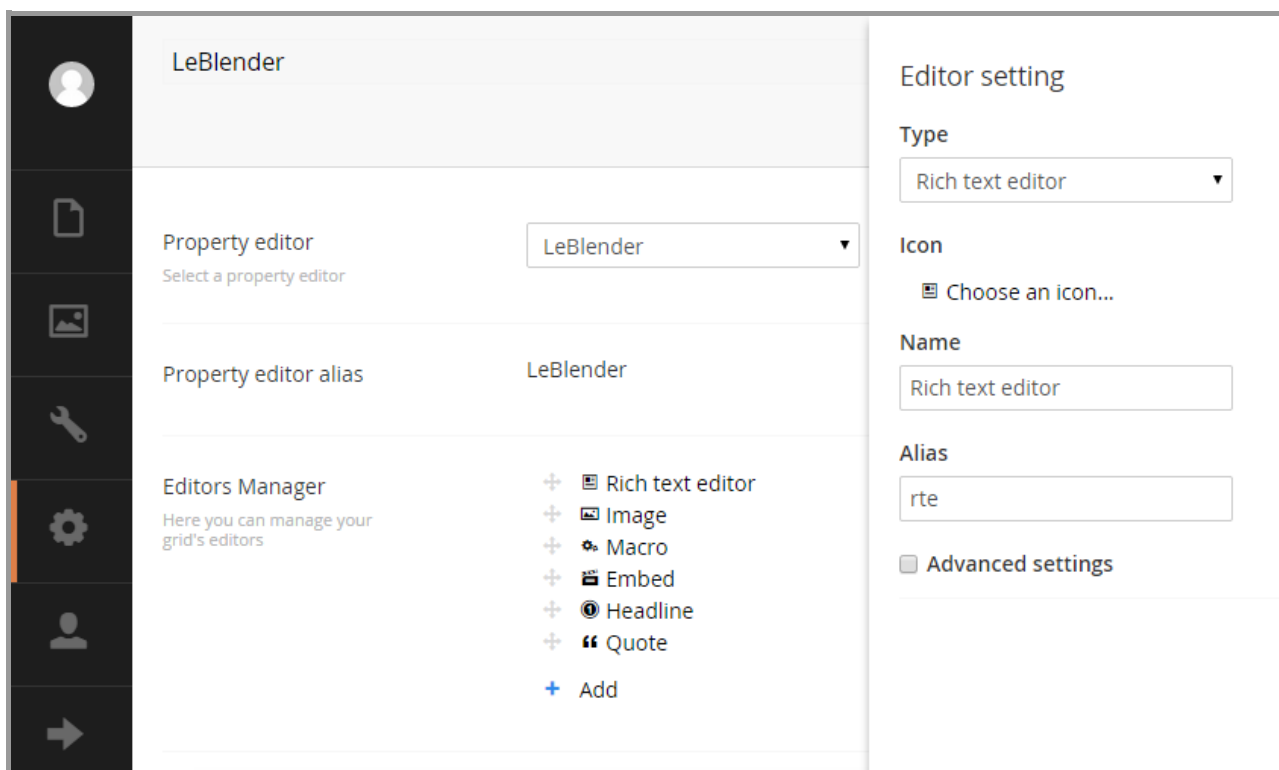 LeBlender
Property editor
Select a property editor
LeBlender
Property editor alias
LeBlender
Editors Manager
Here you can manage your
grid's editors
Rich text editor
Image
Macro
Embed
Headline
Quote
+ Add
Editor setting
Type
Rich text editor
Icon
Choose an icon...
Name
Rich text editor
Alias
rte
Advanced settings